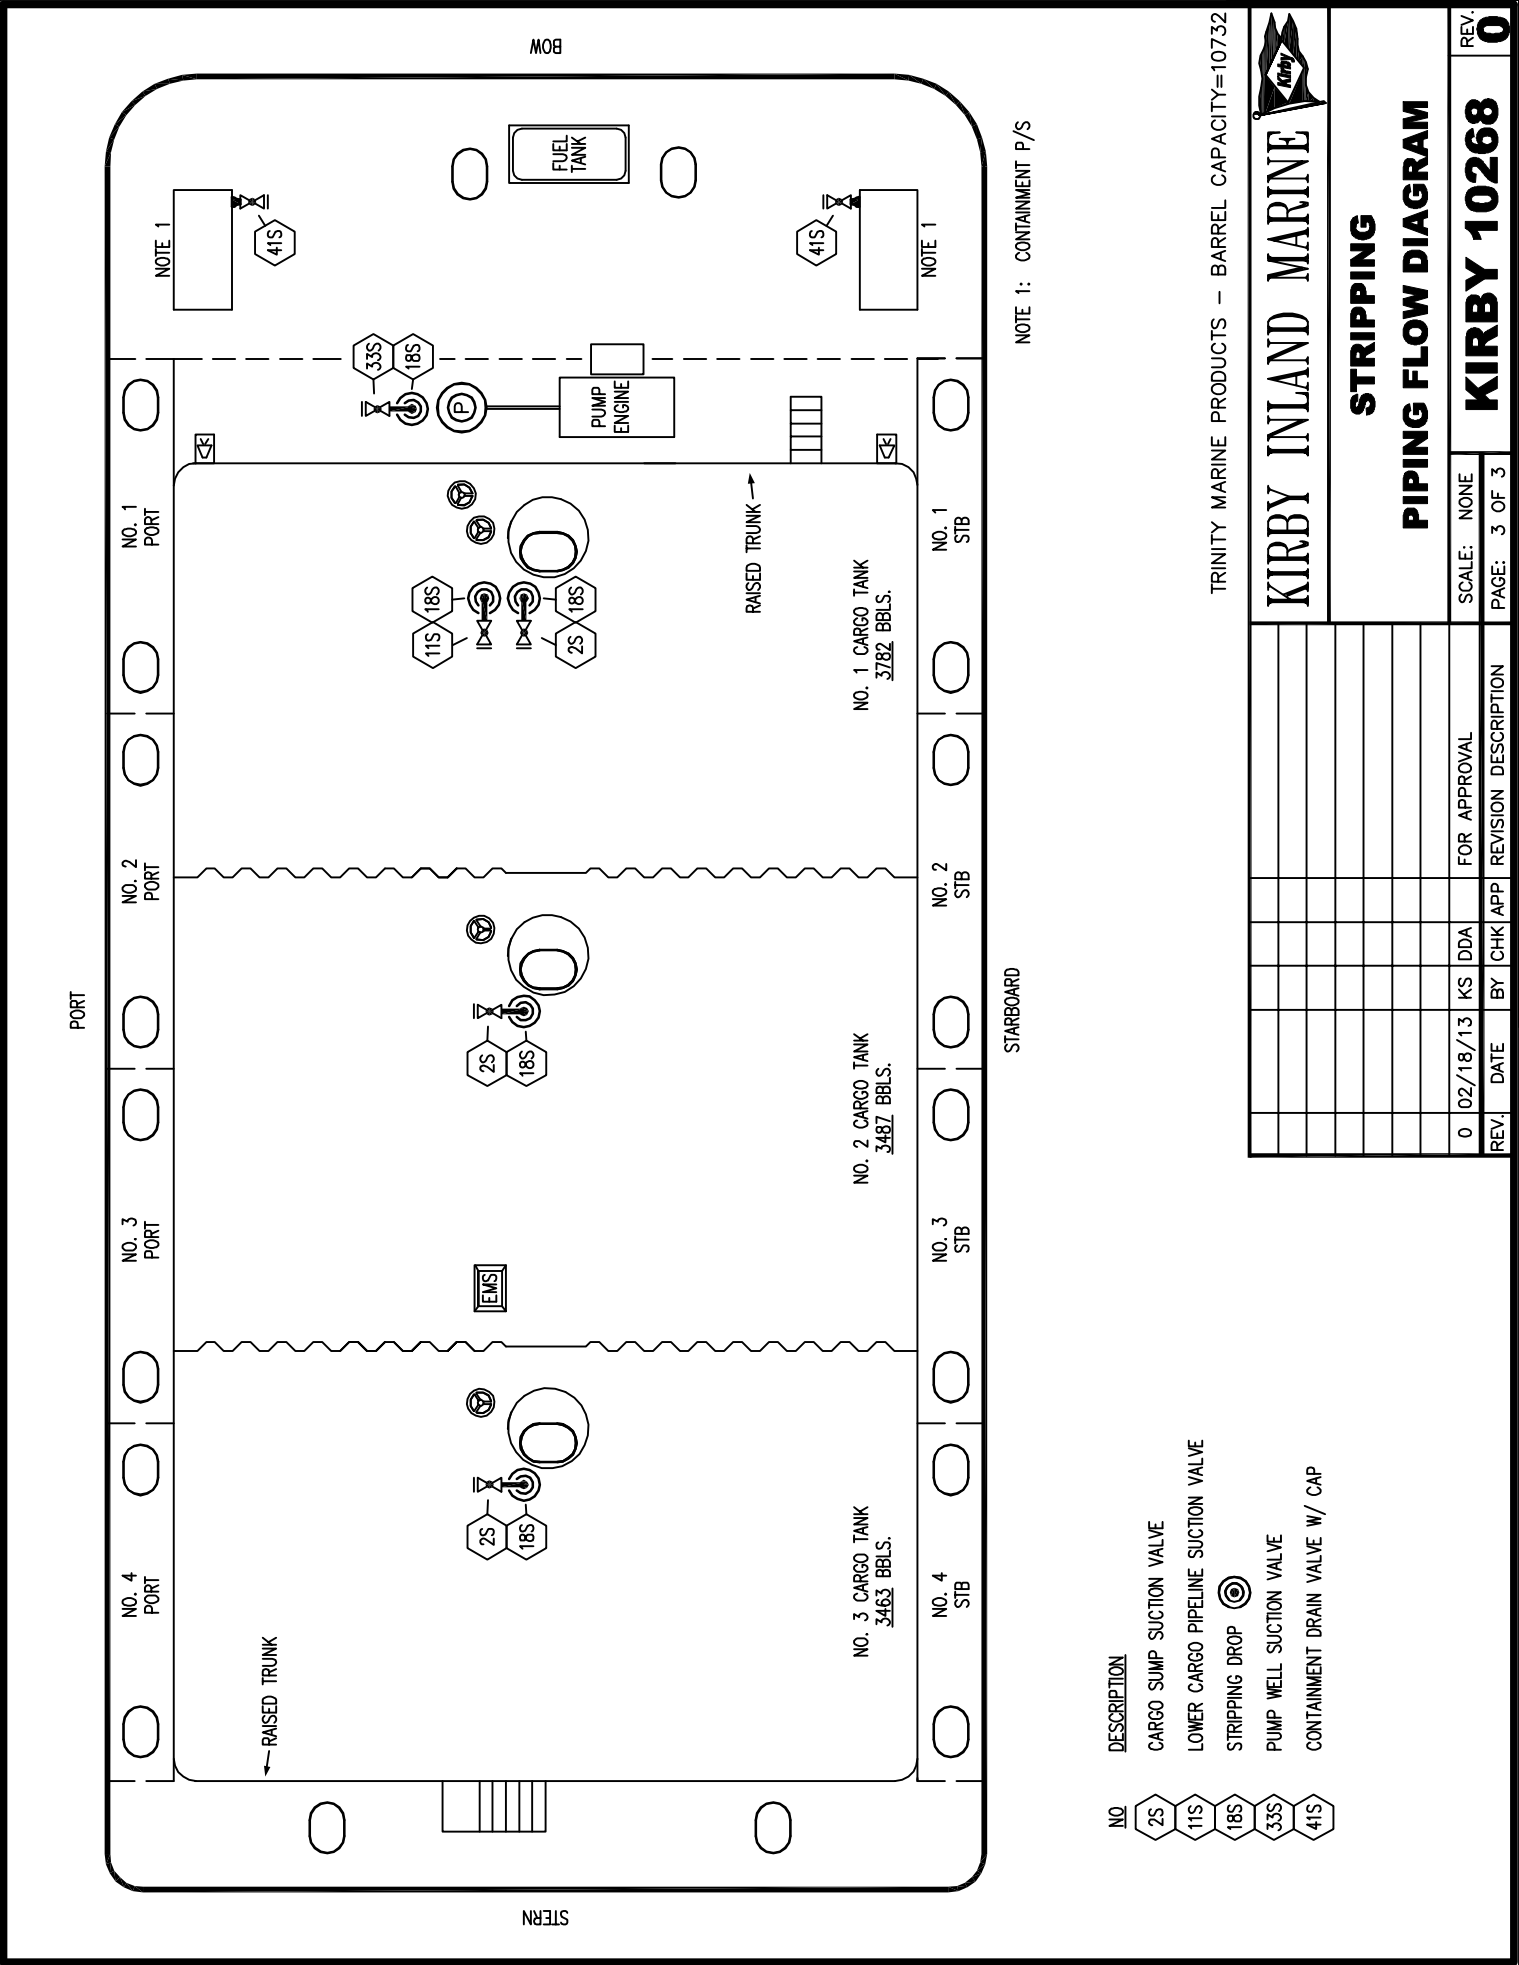 PORT
STERN
BOW
STARBOARD
NO. 4
PORT
NO. 3
PORT
NO. 2
PORT
NO. 1
PORT
NOTE 1
41S
RAISED TRUNK
33S
18S
P
PUMP
ENGINE
FUEL
TANK
2S
18S
EMS
2S
18S
11S
18S
2S
18S
RAISED TRUNK
41S
NOTE 1
NO. 3 CARGO TANK
3463 BBLS.
NO. 2 CARGO TANK
3487 BBLS.
NO. 1 CARGO TANK
3782 BBLS.
NO. 4
STB
NO. 3
STB
NO. 2
STB
NO. 1
STB
NOTE 1: CONTAINMENT P/S
NO DESCRIPTION
2S CARGO SUMP SUCTION VALVE
11S LOWER CARGO PIPELINE SUCTION VALVE
18S STRIPPING DROP
33S PUMP WELL SUCTION VALVE
41S CONTAINMENT DRAIN VALVE W/ CAP
TRINITY MARINE PRODUCTS - BARREL CAPACITY=10732
KIRBY INLAND MARINE
Kirby
STRIPPING
PIPING FLOW DIAGRAM
0 02/18/13 KS DDA FOR APPROVAL
REV. DATE BY CHK APP REVISION DESCRIPTION
SCALE: NONE
PAGE: 3 OF 3
KIRBY 10268
REV.
0